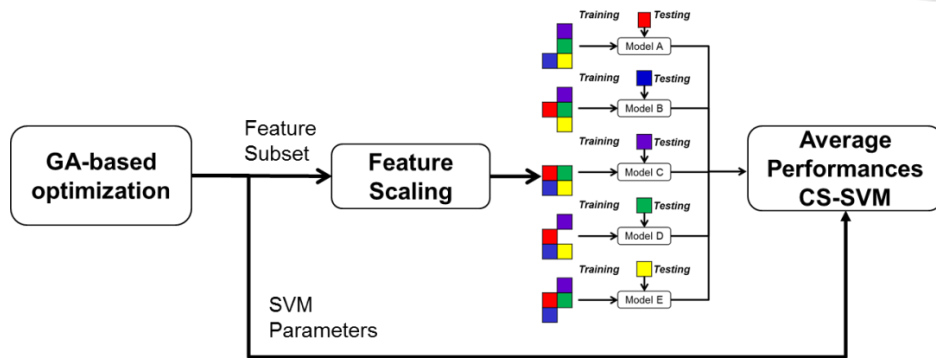 GA-based
optimization
Feature
Subset
SVM
Parameters
Feature
Scaling
Training Testing
Model A
Training Testing
Model B
Training Testing
Model C
Training Testing
Model D
Training Testing
Model E
Average
Performances
CS-SVM